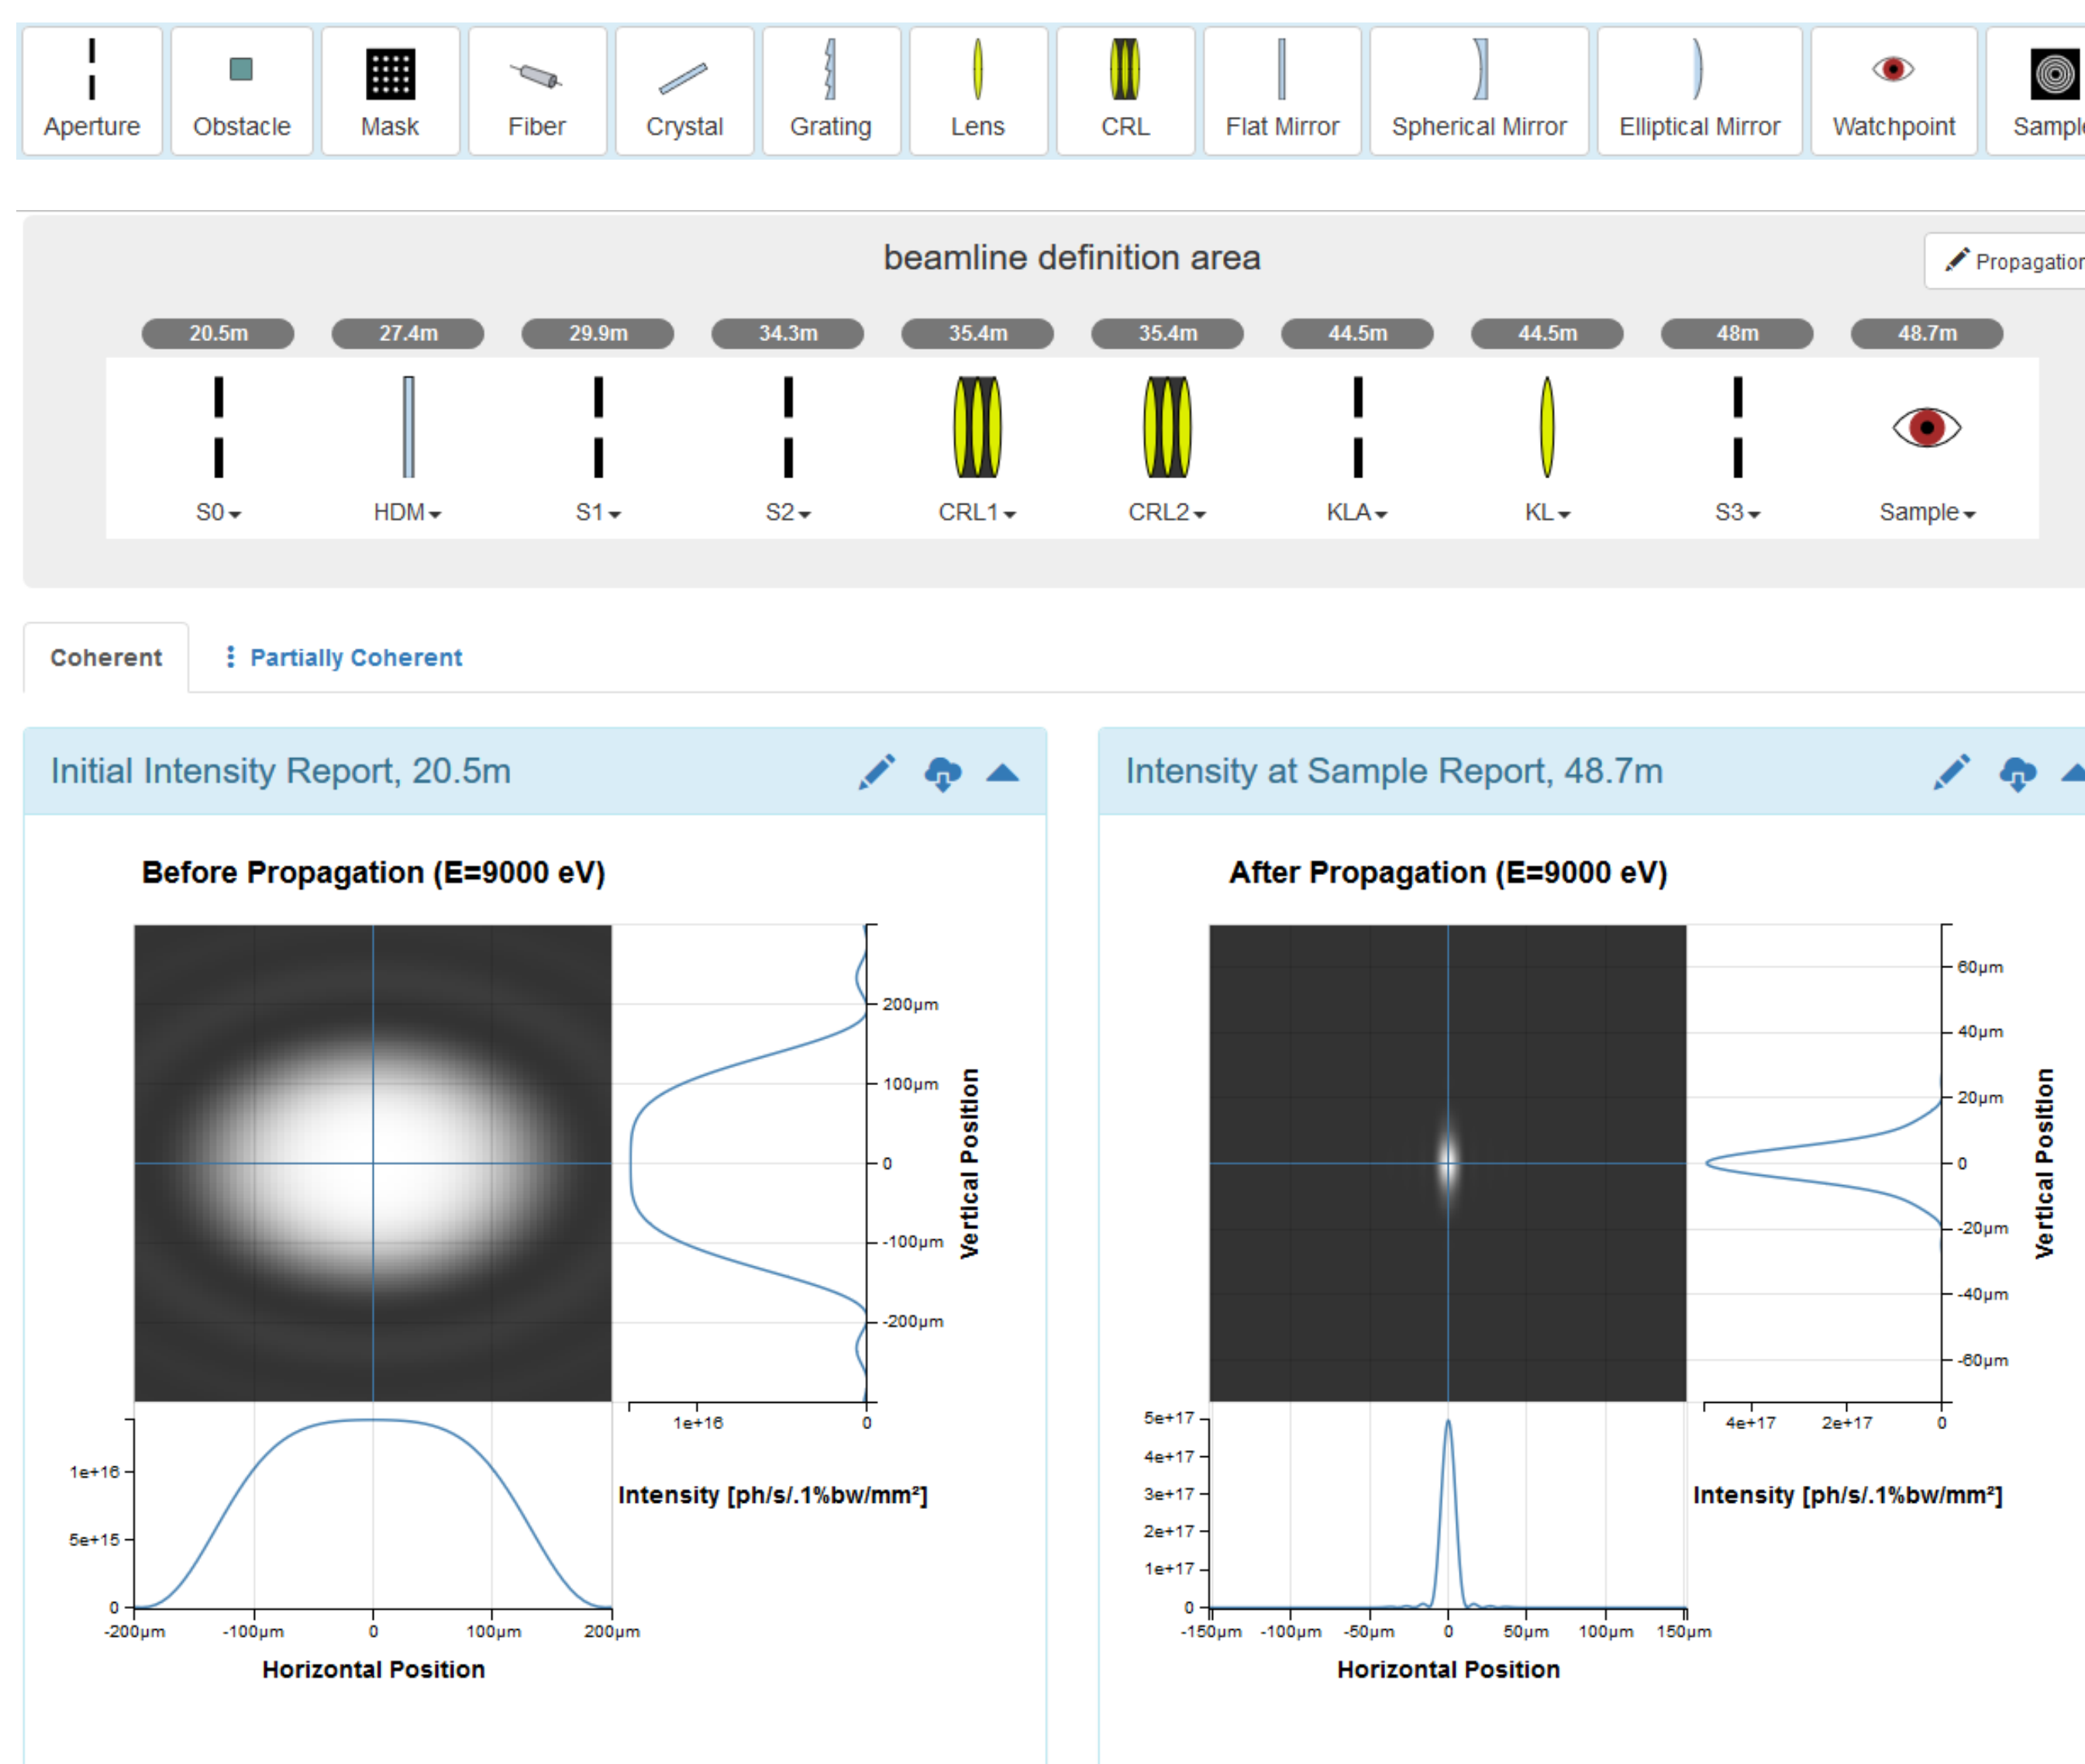 Aperture Obstacle Mask Fiber Crystal Grating Lens CRL Flat Mirror Spherical Mirror Elliptical Mirror Watchpoint Sample
beamline definition area
Propagation
20.5m 27.4m 29.9m 34.3m 35.4m 35.4m 44.5m 44.5m 48m 48.7m
S0 HDM S1 S2 CRL1 CRL2 KLA KL S3 Sample
Coherent Partially Coherent
Initial Intensity Report, 20.5m
Before Propagation (E=9000 eV)
200µm
100µm
0
-100µm
-200µm
Vertical Position
1e+16 0
Intensity [ph/s/.1%bw/mm²]
1e+16
5e+15
0
-200µm -100µm 0 100µm 200µm
Horizontal Position
Intensity at Sample Report, 48.7m
After Propagation (E=9000 eV)
60µm
40µm
20µm
0
-20µm
-40µm
-60µm
Vertical Position
4e+17 2e+17 0
Intensity [ph/s/.1%bw/mm²]
5e+17
4e+17
3e+17
2e+17
1e+17
0
-150µm -100µm -50µm 0 50µm 100µm 150µm
Horizontal Position